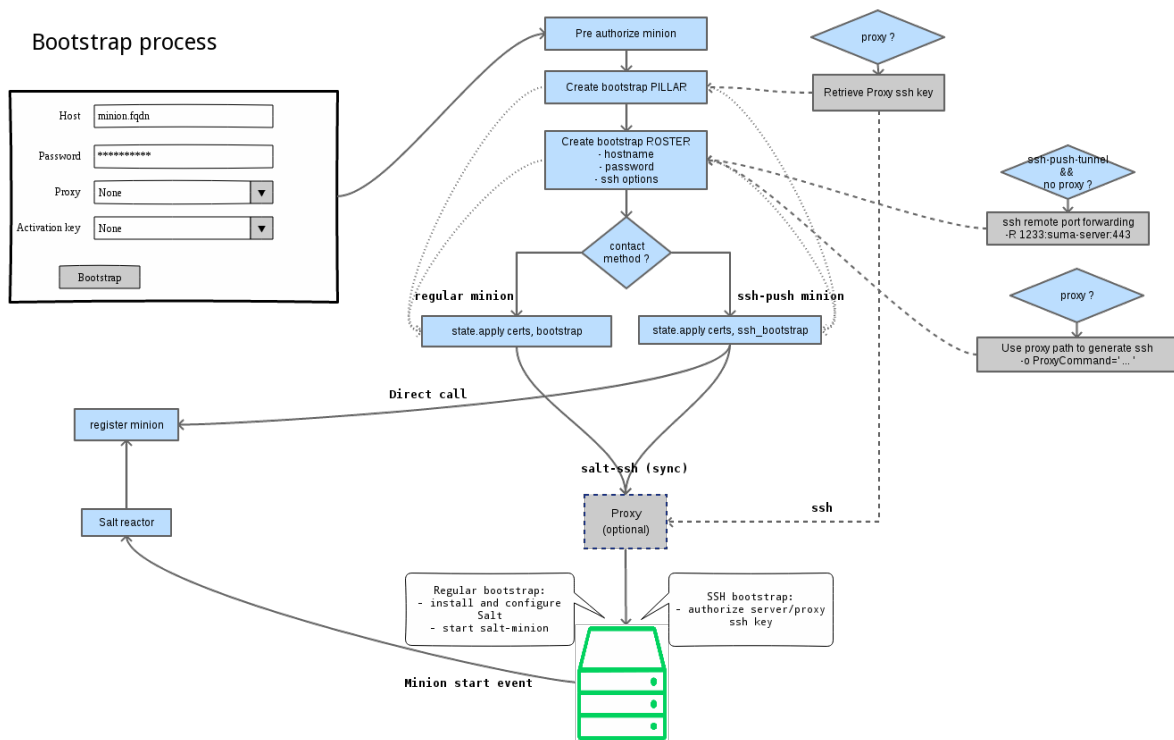 Bootstrap process
Host
minion.fqdn
Password
**********
Proxy
None
Activation key
None
Bootstrap
Pre authorize minion
Create bootstrap PILLAR
Create bootstrap ROSTER
- hostname
- password
- ssh options
contact
method ?
regular minion
ssh-push minion
state.apply certs, bootstrap
state.apply certs, ssh_bootstrap
proxy ?
Retrieve Proxy ssh key
ssh-push-tunnel
&&
no proxy ?
ssh remote port forwarding
-R 1233:suma-server:443
proxy ?
Use proxy path to generate ssh
-o ProxyCommand=' ... '
Direct call
register minion
Salt reactor
salt-ssh (sync)
Proxy
(optional)
ssh
Regular bootstrap:
- install and configure
Salt
- start salt-minion
SSH bootstrap:
- authorize server/proxy
ssh key
Minion start event